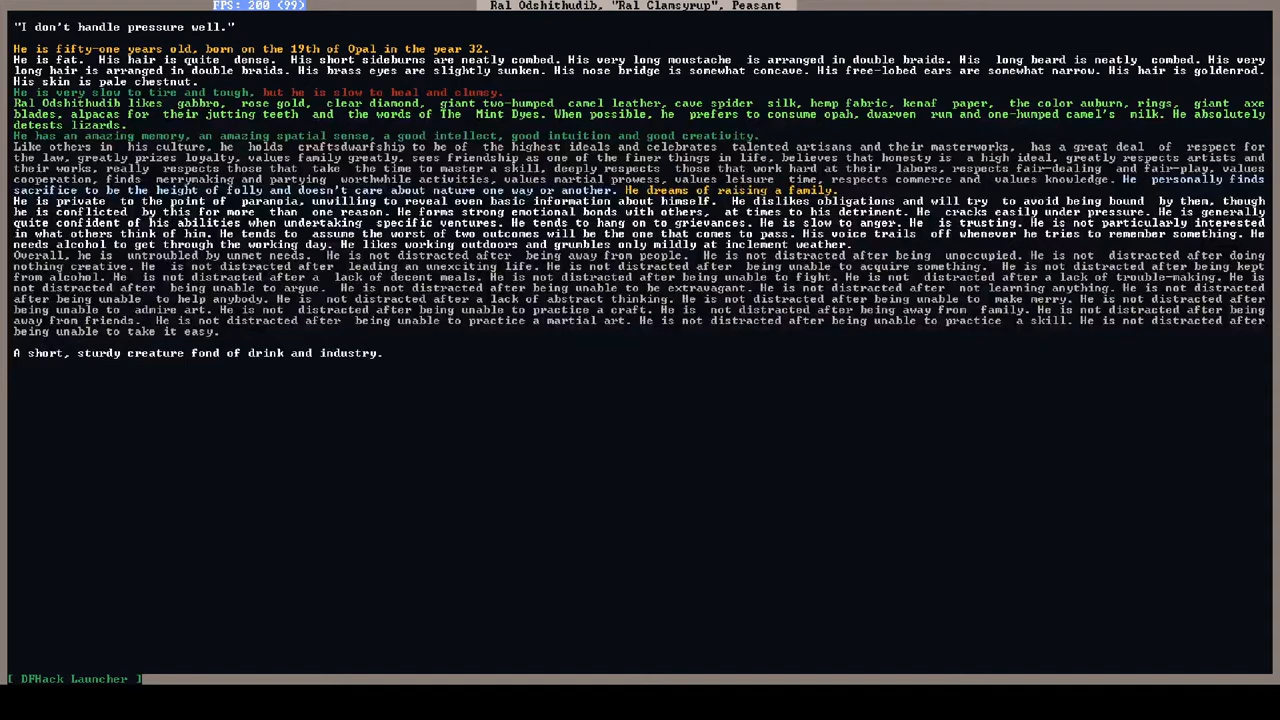 FPS: 200 (99)
Ral Odshithudib, "Ral Clamsyrup", Peasant
"I don't handle pressure well."
He is fifty-one years old, born on the 19th of Opal in the year 32.
He is fat. His hair is quite dense. His short sideburns are neatly combed. His very long moustache is arranged in double braids. His long beard is neatly combed. His very
long hair is arranged in double braids. His brass eyes are slightly sunken. His nose bridge is somewhat concave. His free-lobed ears are somewhat narrow. His hair is goldenrod.
His skin is pale chestnut.
He is very slow to tire and tough, but he is slow to heal and clumsy.
Ral Odshithudib likes gabbro, rose gold, clear diamond, giant two-humped camel leather, cave spider silk, hemp fabric, kenaf paper, the color auburn, rings, giant axe
blades, alpacas for their jutting teeth and the words of The Mint Dyes. When possible, he prefers to consume opah, dwarven rum and one-humped camel's milk. He absolutely
detests lizards.
He has an amazing memory, an amazing spatial sense, a good intellect, good intuition and good creativity.
Like others in his culture, he holds craftsdwarfship to be of the highest ideals and celebrates talented artisans and their masterworks, has a great deal of respect for
the law, greatly prizes loyalty, values family greatly, sees friendship as one of the finer things in life, believes that honesty is a high ideal, greatly respects artists and
their works, really respects those that take the time to master a skill, deeply respects those that work hard at their labors, respects fair-dealing and fair-play, values
cooperation, finds merrymaking and partying worthwhile activities, values martial prowess, values leisure time, respects commerce and values knowledge. He personally finds
sacrifice to be the height of folly and doesn't care about nature one way or another. He dreams of raising a family.
He is private to the point of paranoia, unwilling to reveal even basic information about himself. He dislikes obligations and will try to avoid being bound by them, though
he is conflicted by this for more than one reason. He forms strong emotional bonds with others, at times to his detriment. He cracks easily under pressure. He is generally
quite confident of his abilities when undertaking specific ventures. He tends to hang on to grievances. He is slow to anger. He is trusting. He is not particularly interested
in what others think of him. He tends to assume the worst of two outcomes will be the one that comes to pass. His voice trails off whenever he tries to remember something. He
needs alcohol to get through the working day. He likes working outdoors and grumbles only mildly at inclement weather.
Overall, he is untroubled by unmet needs. He is not distracted after being away from people. He is not distracted after being unoccupied. He is not distracted after doing
nothing creative. He is not distracted after leading an unexciting life. He is not distracted after being unable to acquire something. He is not distracted after being kept
from alcohol. He is not distracted after a lack of decent meals. He is not distracted after being unable to fight. He is not distracted after a lack of trouble-making. He is
not distracted after being unable to argue. He is not distracted after being unable to be extravagant. He is not distracted after not learning anything. He is not distracted
after being unable to help anybody. He is not distracted after a lack of abstract thinking. He is not distracted after being unable to make merry. He is not distracted after
being unable to admire art. He is not distracted after being unable to practice a craft. He is not distracted after being away from family. He is not distracted after being
away from friends. He is not distracted after being unable to practice a martial art. He is not distracted after being unable to practice a skill. He is not distracted after
being unable to take it easy.
A short, sturdy creature fond of drink and industry.
[ DFHack Launcher ]